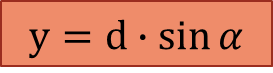 y = d · sin α